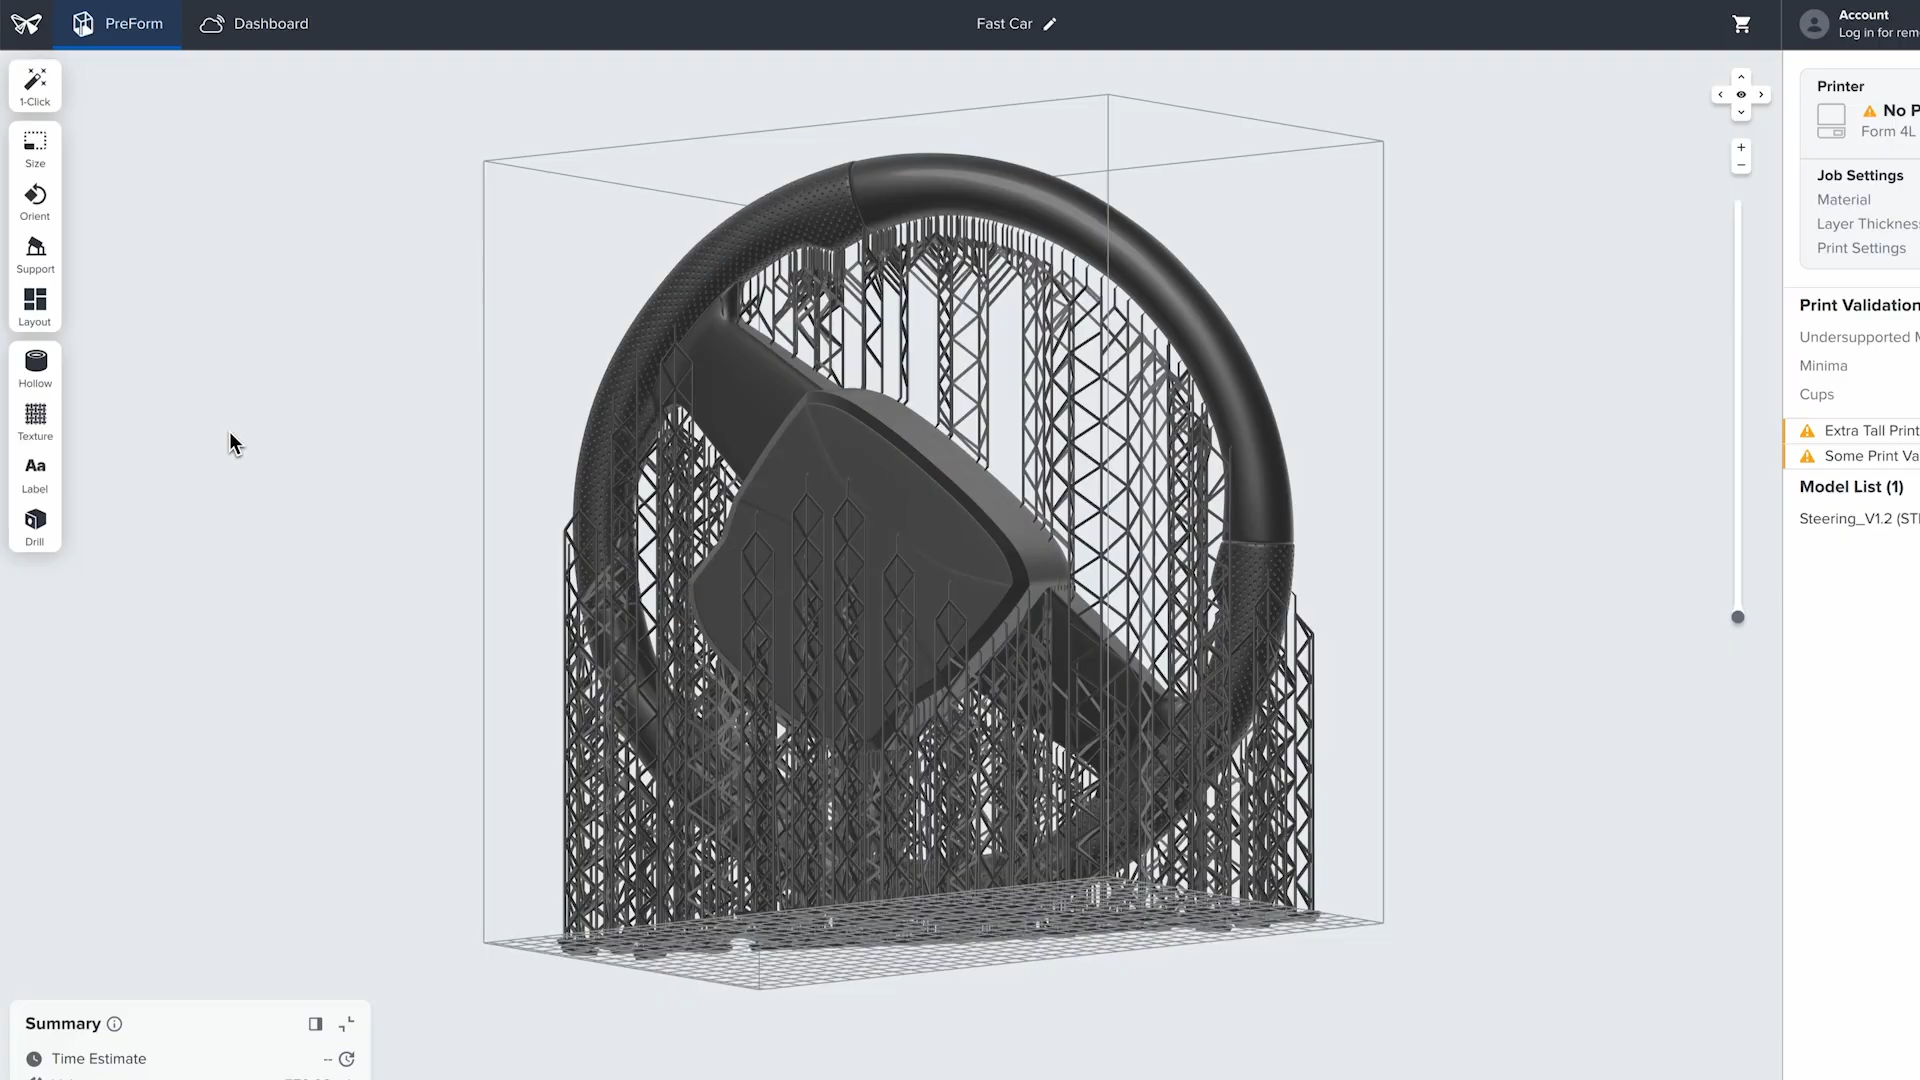 PreForm
Dashboard
Fast Car
Account
Log in for rem
1-Click
Size
Orient
Support
Layout
Hollow
Texture
Aa
Label
Drill
Printer
No P
Form 4L
Job Settings
Material
Layer Thicknes
Print Settings
Print Validation
Undersupported M
Minima
Cups
Extra Tall Print
Some Print Va
Model List (1)
Steering_V1.2 (STL
Summary
Time Estimate
--